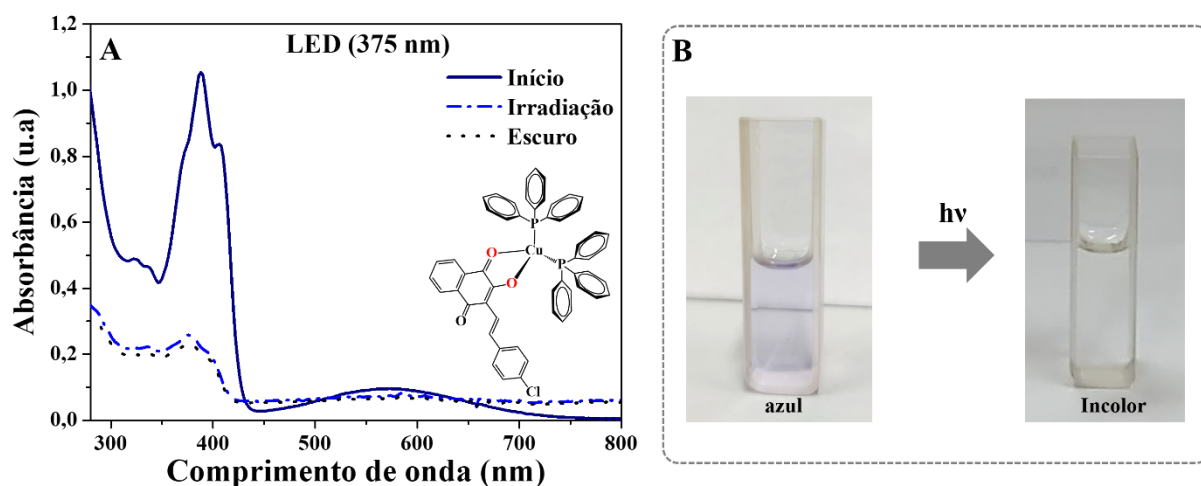 A
LED (375 nm)
Início
Irradiação
Escuro
Absorbância (u.a)
1,2
1,0
0,8
0,6
0,4
0,2
0,0
300 400 500 600 700 800
Comprimento de onda (nm)
P
Cu
P
O
O
O
Cl
B
hν
azul
Incolor